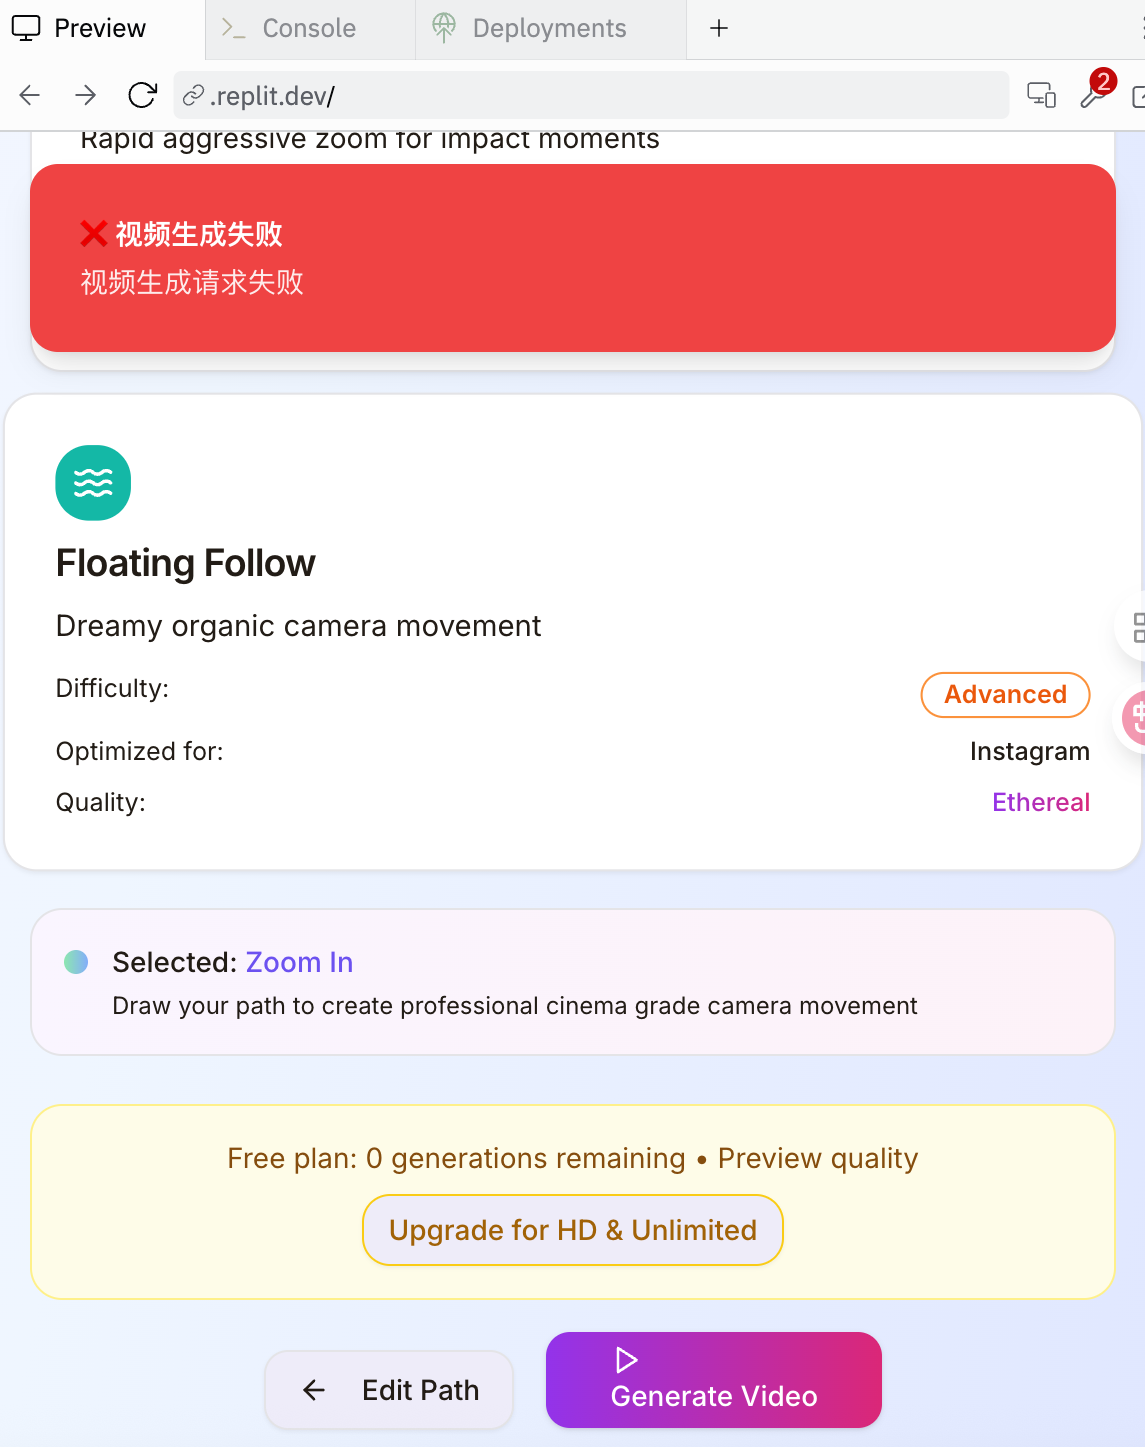 Preview
Console
Deployments
.replit.dev/
2
Rapid aggressive zoom for impact moments
❌ 视频生成失败
视频生成请求失败
Floating Follow
Dreamy organic camera movement
Difficulty:
Advanced
Optimized for:
Instagram
Quality:
Ethereal
Selected: Zoom In
Draw your path to create professional cinema grade camera movement
Free plan: 0 generations remaining • Preview quality
Upgrade for HD & Unlimited
Edit Path
Generate Video